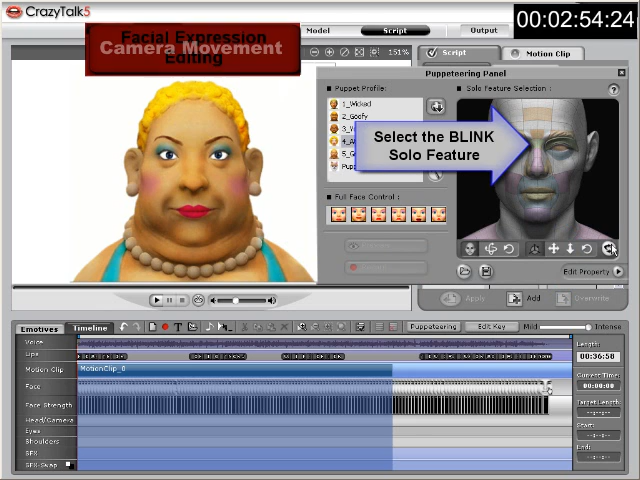 CrazyTalk5
Model
Script
Output
00:02:54:24
Facial Expression
Camera Movement
Editing
151%
Script
Motion Clip
Puppeteering Panel
Puppet Profile:
Solo Feature Selection :
1_Wicked
2_Goofy
Select the BLINK
Solo Feature
Full Face Control :
Edit Property
Apply
Add
Overwrite
Emotives
Timeline
Puppeteering
Edit Key
Mild
Intense
Voice
Lips
Motion Clip
MotionClip_0
Face
Face Strength
Head/Camera
Eyes
Shoulders
SFX
SFX-Swap
Length:
00:36:58
Current Time:
00:00:00
Target Length:
--:--:--
Start:
--:--:--
End:
--:--:--